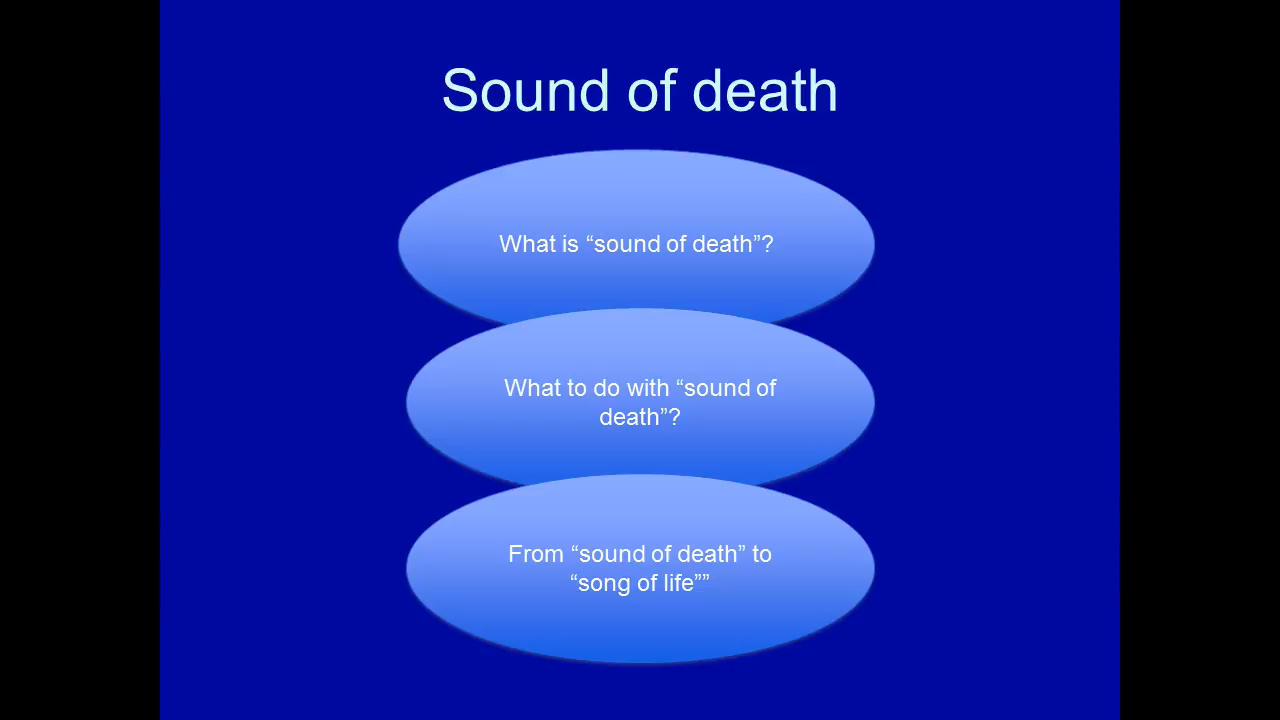 Sound of death
What is “sound of death”?
What to do with “sound of
death”?
From “sound of death” to
“song of life””